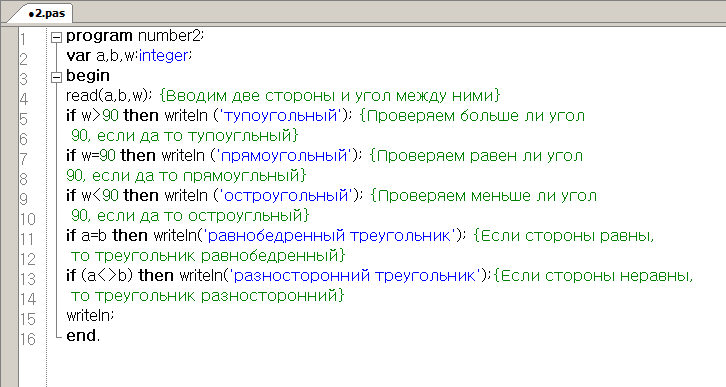 ●2.pas
1 program number2;
2 var a,b,w:integer;
3 begin
4 read(a,b,w); {Вводим две стороны и угол между ними}
5 if w>90 then writeln ('тупоугольный'); {Проверяем больше ли угол
6 90, если да то тупоугльный}
7 if w=90 then writeln ('прямоугольный'); {Проверяем равен ли угол
8 90, если да то прямоугльный}
9 if w<90 then writeln ('остроугольный'); {Проверяем меньше ли угол
10 90, если да то остроугльный}
11 if a=b then writeln('равнобедренный треугольник'); {Если стороны равны,
12 то треугольник равнобедренный}
13 if (a<>b) then writeln('разносторонний треугольник');{Если стороны неравны,
14 то треугольник разносторонний}
15 writeln;
16 end.